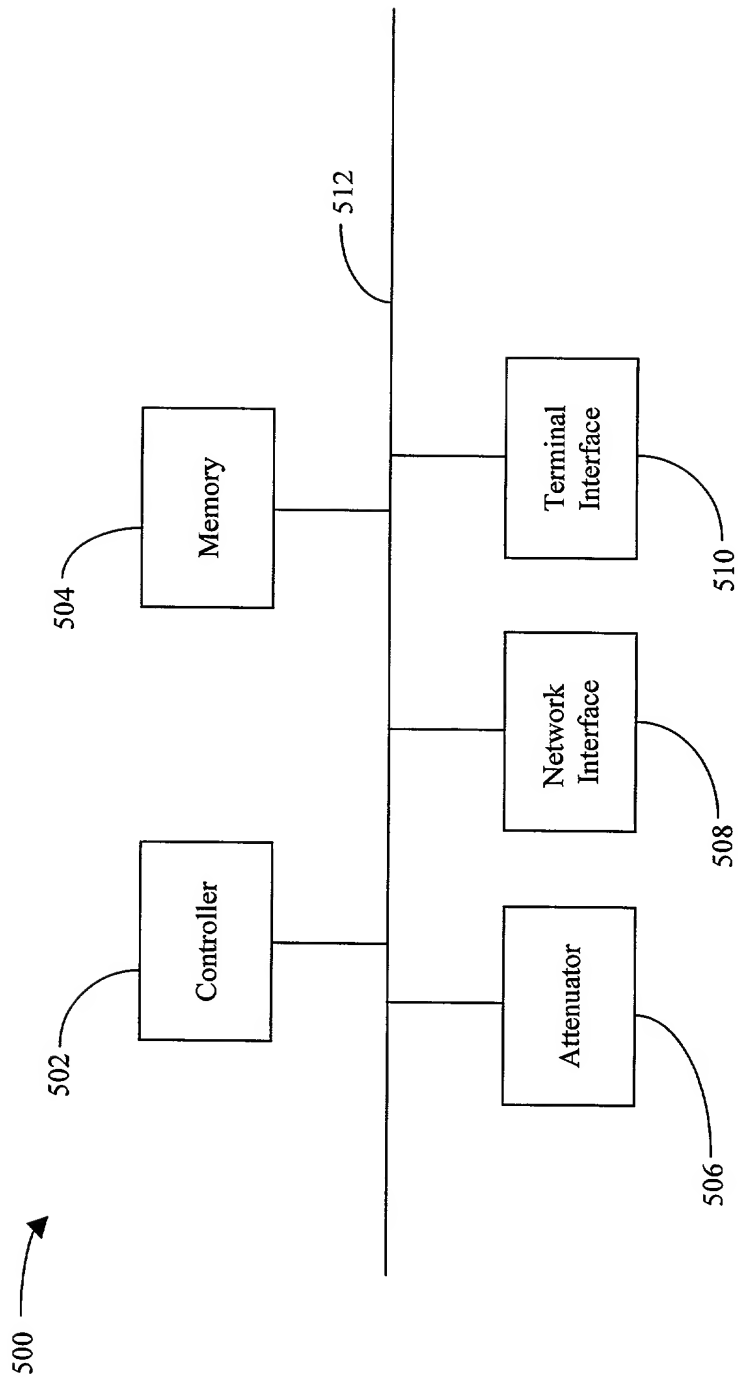 500
502
Controller
504
Memory
512
Attenuator
506
Network
Interface
508
Terminal
Interface
510